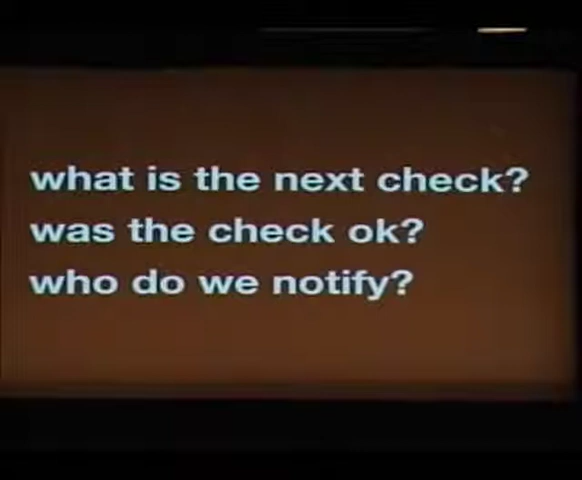 what is the next check?
was the check ok?
who do we notify?